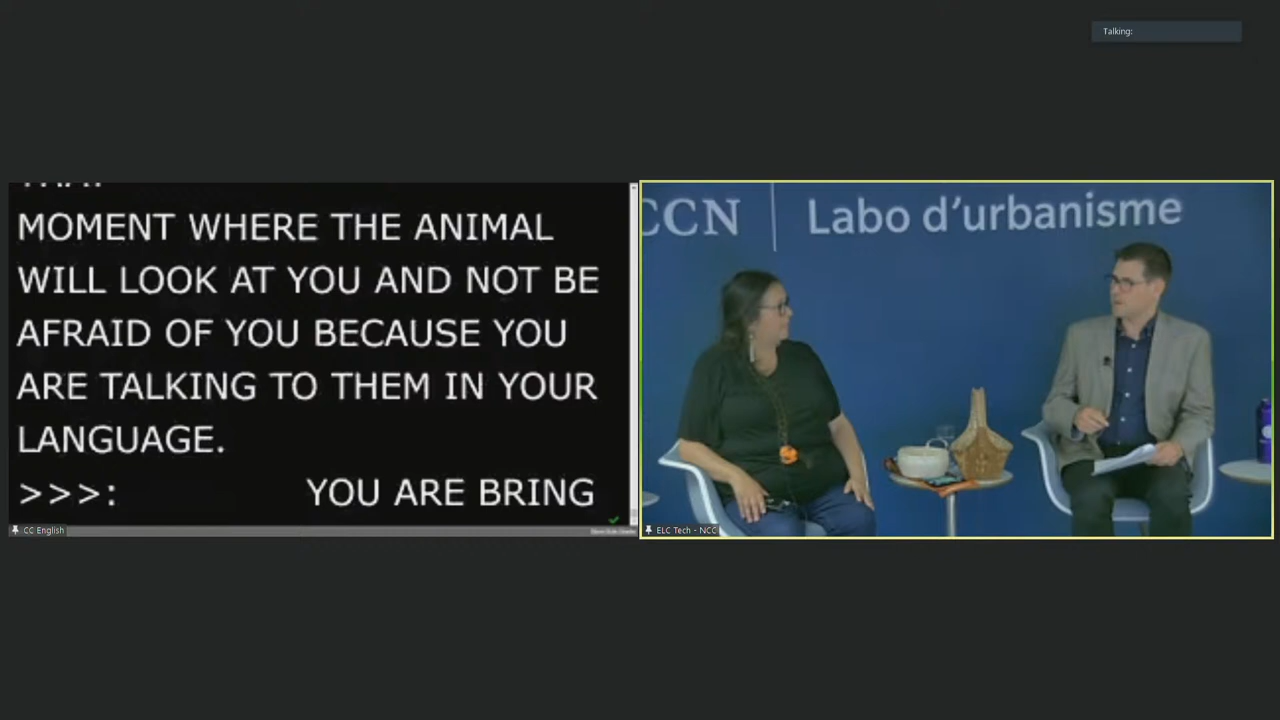 Talking:
MOMENT WHERE THE ANIMAL
WILL LOOK AT YOU AND NOT BE
AFRAID OF YOU BECAUSE YOU
ARE TALKING TO THEM IN YOUR
LANGUAGE.
>>>: YOU ARE BRING
CC English
CCN | Labo d'urbanisme
ELC Tech - NCC